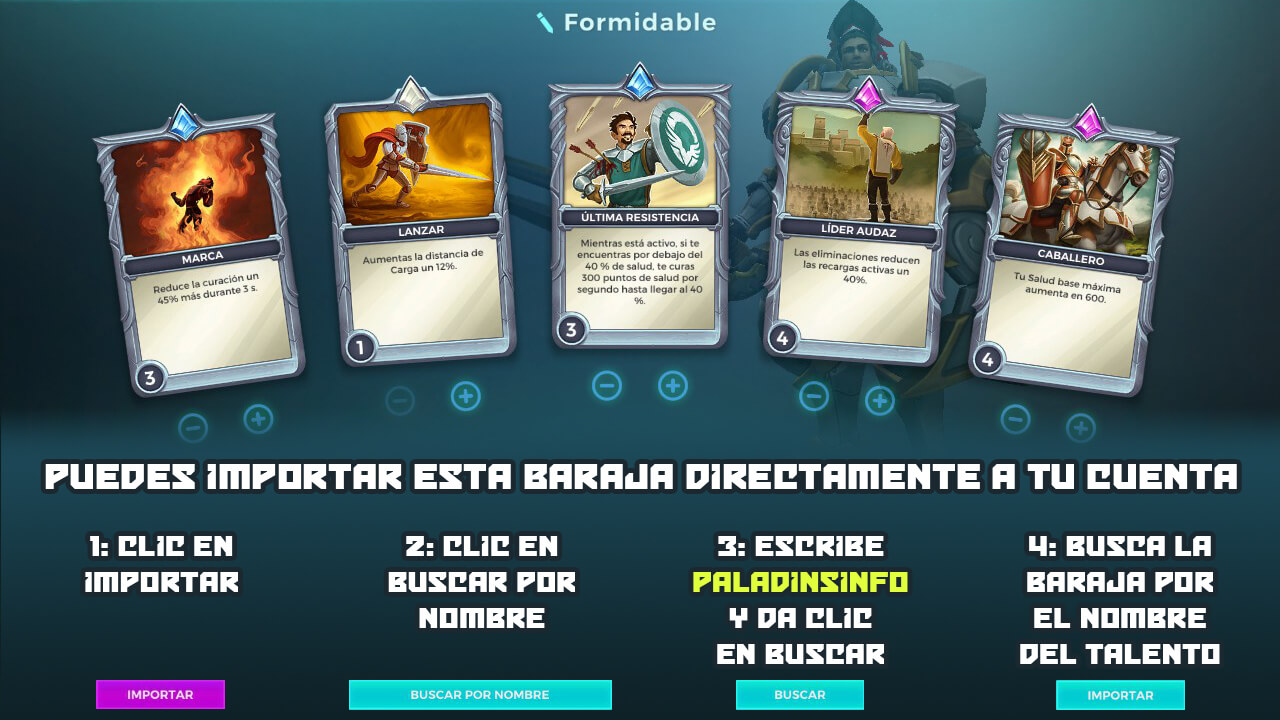 Formidable
MARCA
Reduce la curación un
45% más durante 3 s.
3
LANZAR
Aumentas la distancia de
Carga un 12%.
1
ÚLTIMA RESISTENCIA
Mientras está activo, si te
encuentras por debajo del
40 % de salud, te curas
300 puntos de salud por
segundo hasta llegar al 40
%.
3
LÍDER AUDAZ
Las eliminaciones reducen
las recargas activas un
40%.
4
CABALLERO
Tu Salud base máxima
aumenta en 600.
4
PUEDES IMPORTAR ESTA BARAJA DIRECTAMENTE A TU CUENTA
1: CLIC EN
IMPORTAR
IMPORTAR
2: CLIC EN
BUSCAR POR
NOMBRE
BUSCAR POR NOMBRE
3: ESCRIBE
PALADINSINFO
Y DA CLIC
EN BUSCAR
BUSCAR
4: BUSCA LA
BARAJA POR
EL NOMBRE
DEL TALENTO
IMPORTAR